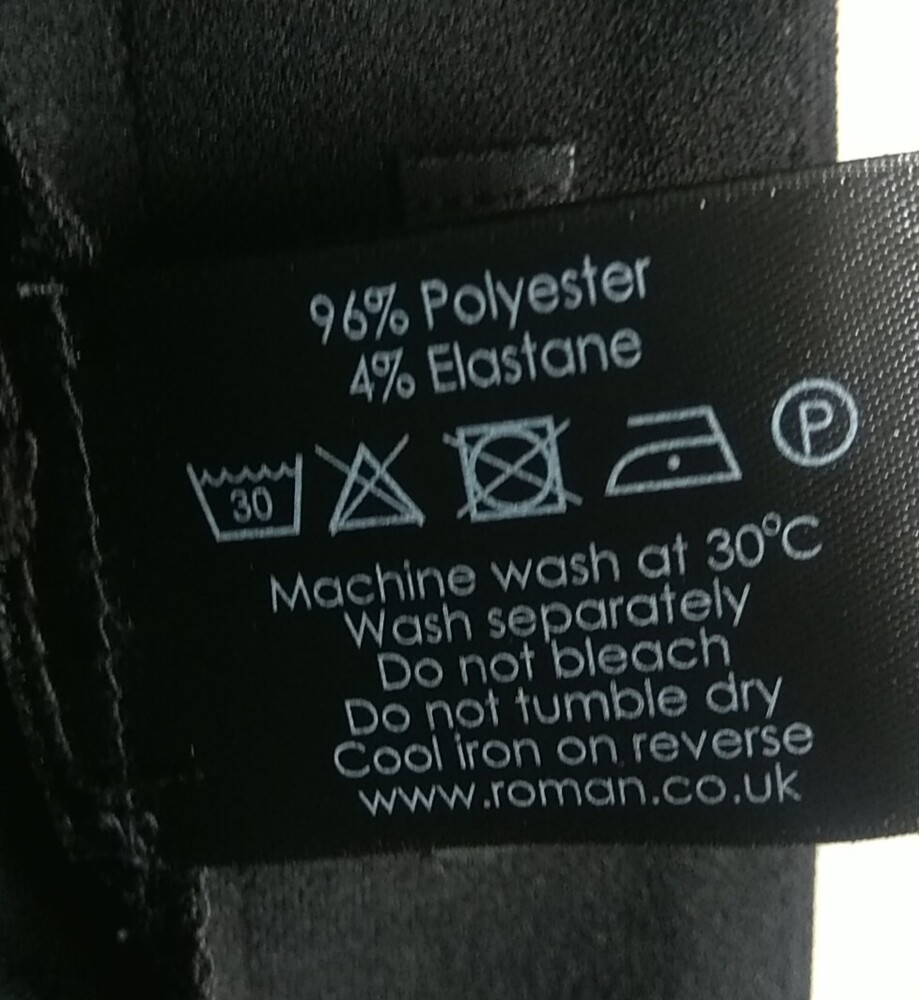 96% Polyester
4% Elastane
30
P
Machine wash at 30°C
Wash separately
Do not bleach
Do not tumble dry
Cool iron on reverse
www.roman.co.uk